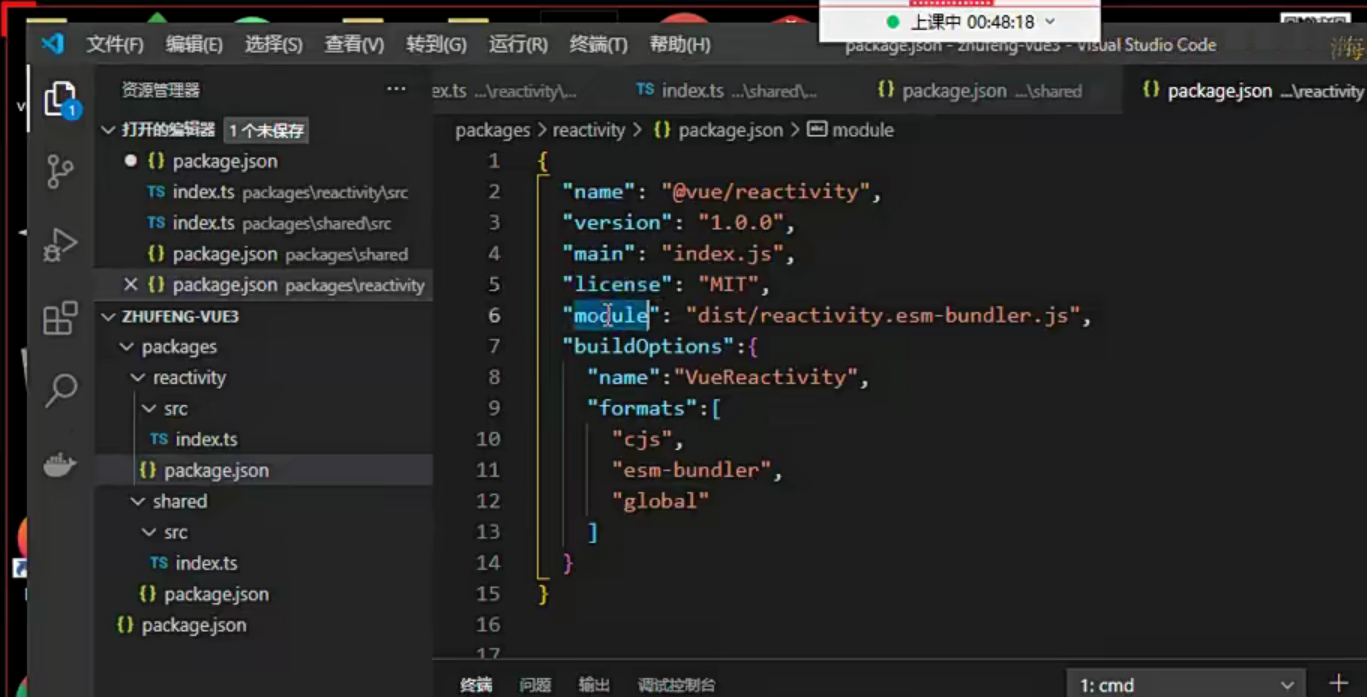 上课中 00:48:18
文件(F) 编辑(E) 选择(S) 查看(V) 转到(G) 运行(R) 终端(T) 帮助(H) package.json - zhufeng-vue3 - Visual Studio Code
资源管理器 ···
ex.ts ...\reactivity\... TS index.ts ...\shared\... {} package.json ...\shared {} package.json ...\reactivity
打开的编辑器 1 个未保存
packages > reactivity > {} package.json > module
{} package.json
TS index.ts packages\reactivity\src
TS index.ts packages\shared\src
{} package.json packages\shared
{} package.json packages\reactivity
ZHUFENG-VUE3
packages
reactivity
src
TS index.ts
{} package.json
shared
src
TS index.ts
{} package.json
{} package.json
1 {
2 "name": "@vue/reactivity",
3 "version": "1.0.0",
4 "main": "index.js",
5 "license": "MIT",
6 "module": "dist/reactivity.esm-bundler.js",
7 "buildOptions":{
8 "name":"VueReactivity",
9 "formats":[
10 "cjs",
11 "esm-bundler",
12 "global"
13 ]
14 }
15 }
16
17
终端 问题 输出 调试控制台 1: cmd